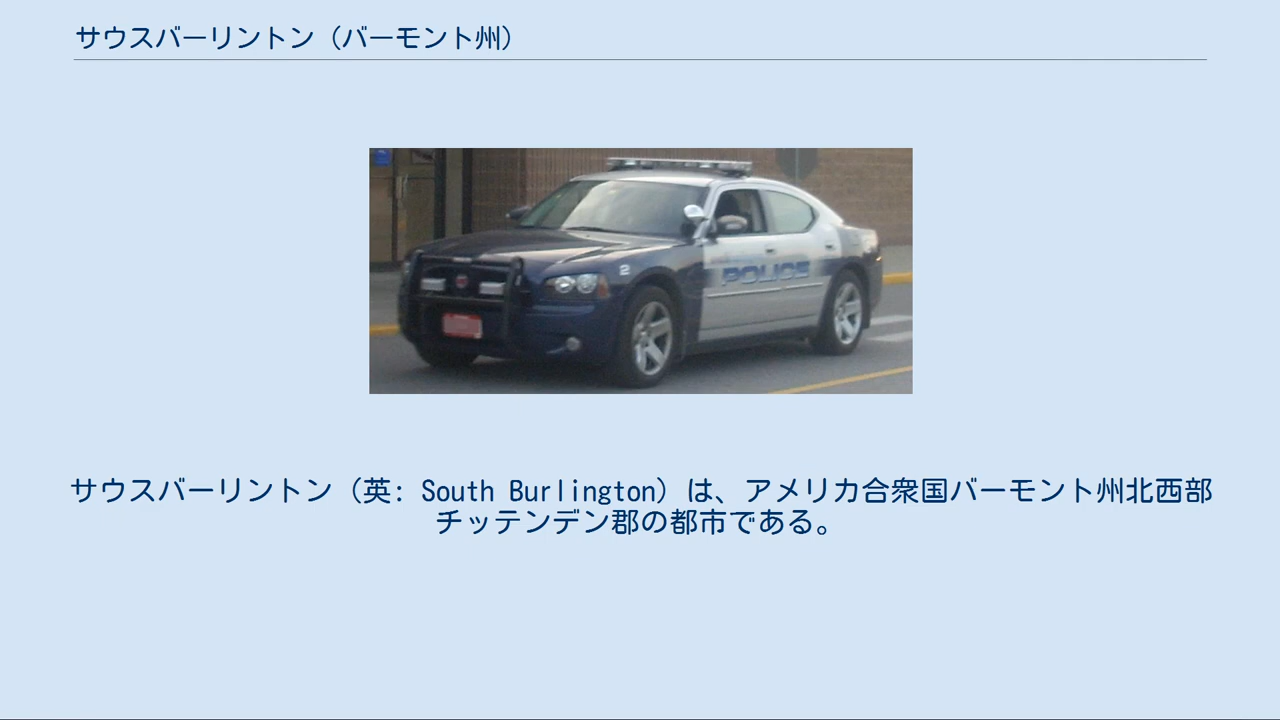 サウスバーリントン（バーモント州）
2
POLICE
サウスバーリントン（英: South Burlington）は、アメリカ合衆国バーモント州北西部
チッテンデン郡の都市である。